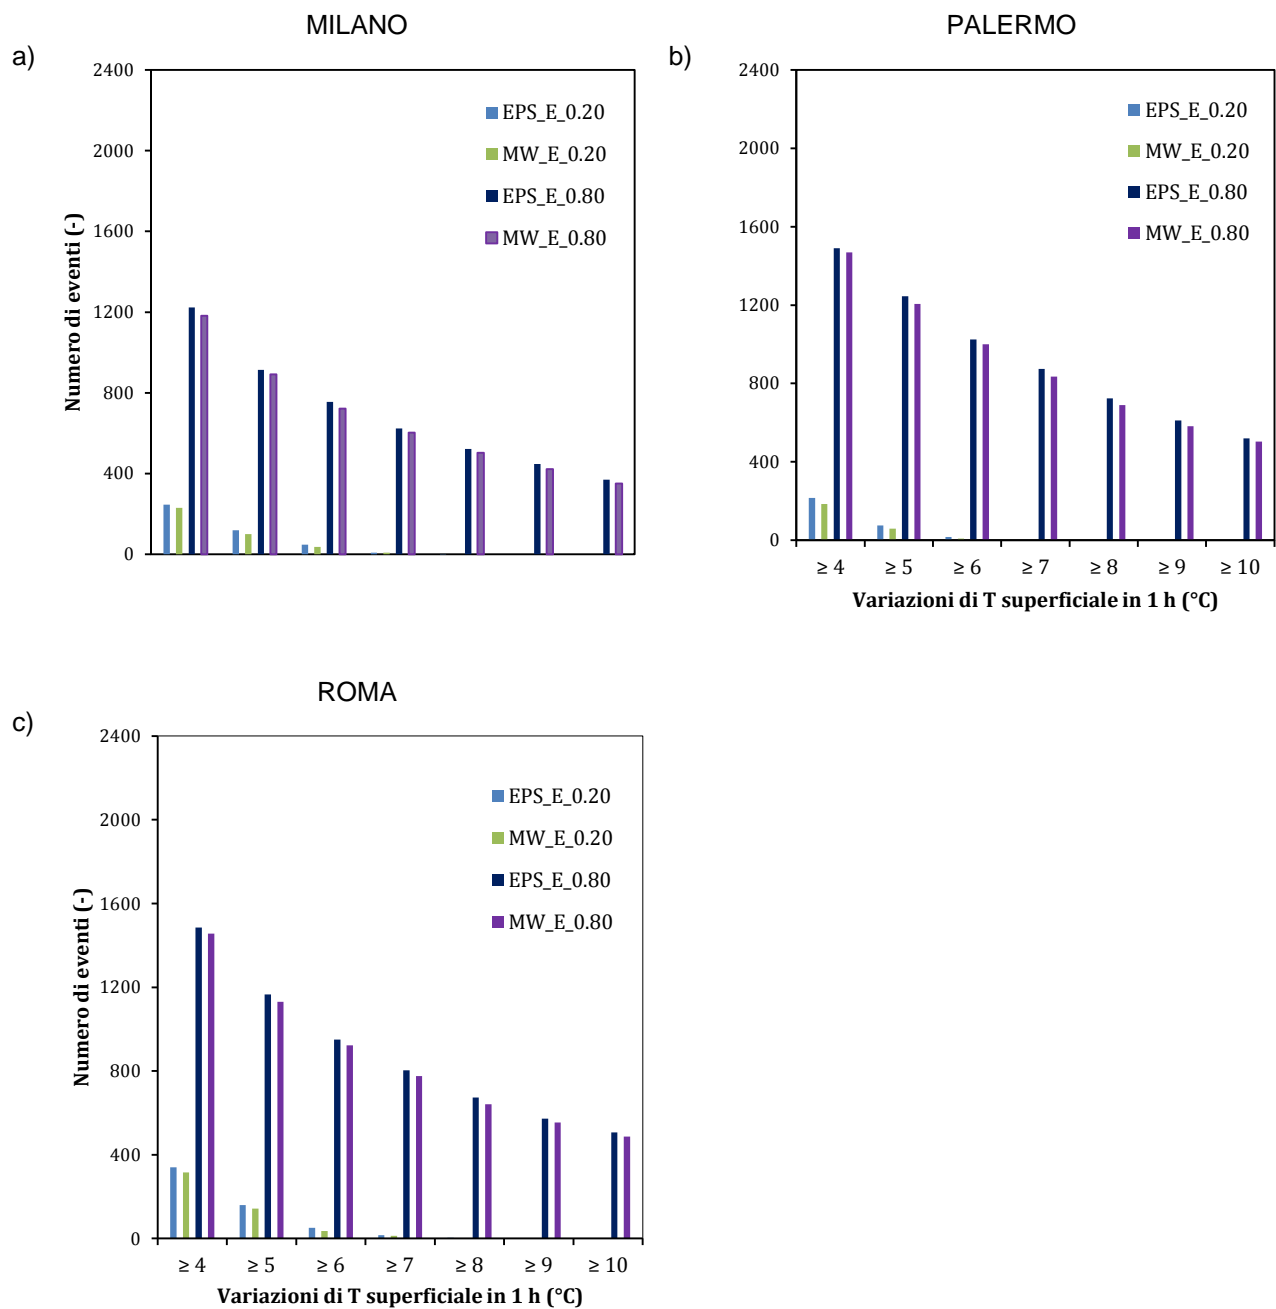 MILANO
a)
2400
2000
1600
1200
800
400
0
Numero di eventi (-)
EPS_E_0.20
MW_E_0.20
EPS_E_0.80
MW_E_0.80
PALERMO
b)
2400
2000
1600
1200
800
400
0
EPS_E_0.20
MW_E_0.20
EPS_E_0.80
MW_E_0.80
≥ 4 ≥ 5 ≥ 6 ≥ 7 ≥ 8 ≥ 9 ≥ 10
Variazioni di T superficiale in 1 h (°C)
ROMA
c)
2400
2000
1600
1200
800
400
0
Numero di eventi (-)
EPS_E_0.20
MW_E_0.20
EPS_E_0.80
MW_E_0.80
≥ 4 ≥ 5 ≥ 6 ≥ 7 ≥ 8 ≥ 9 ≥ 10
Variazioni di T superficiale in 1 h (°C)